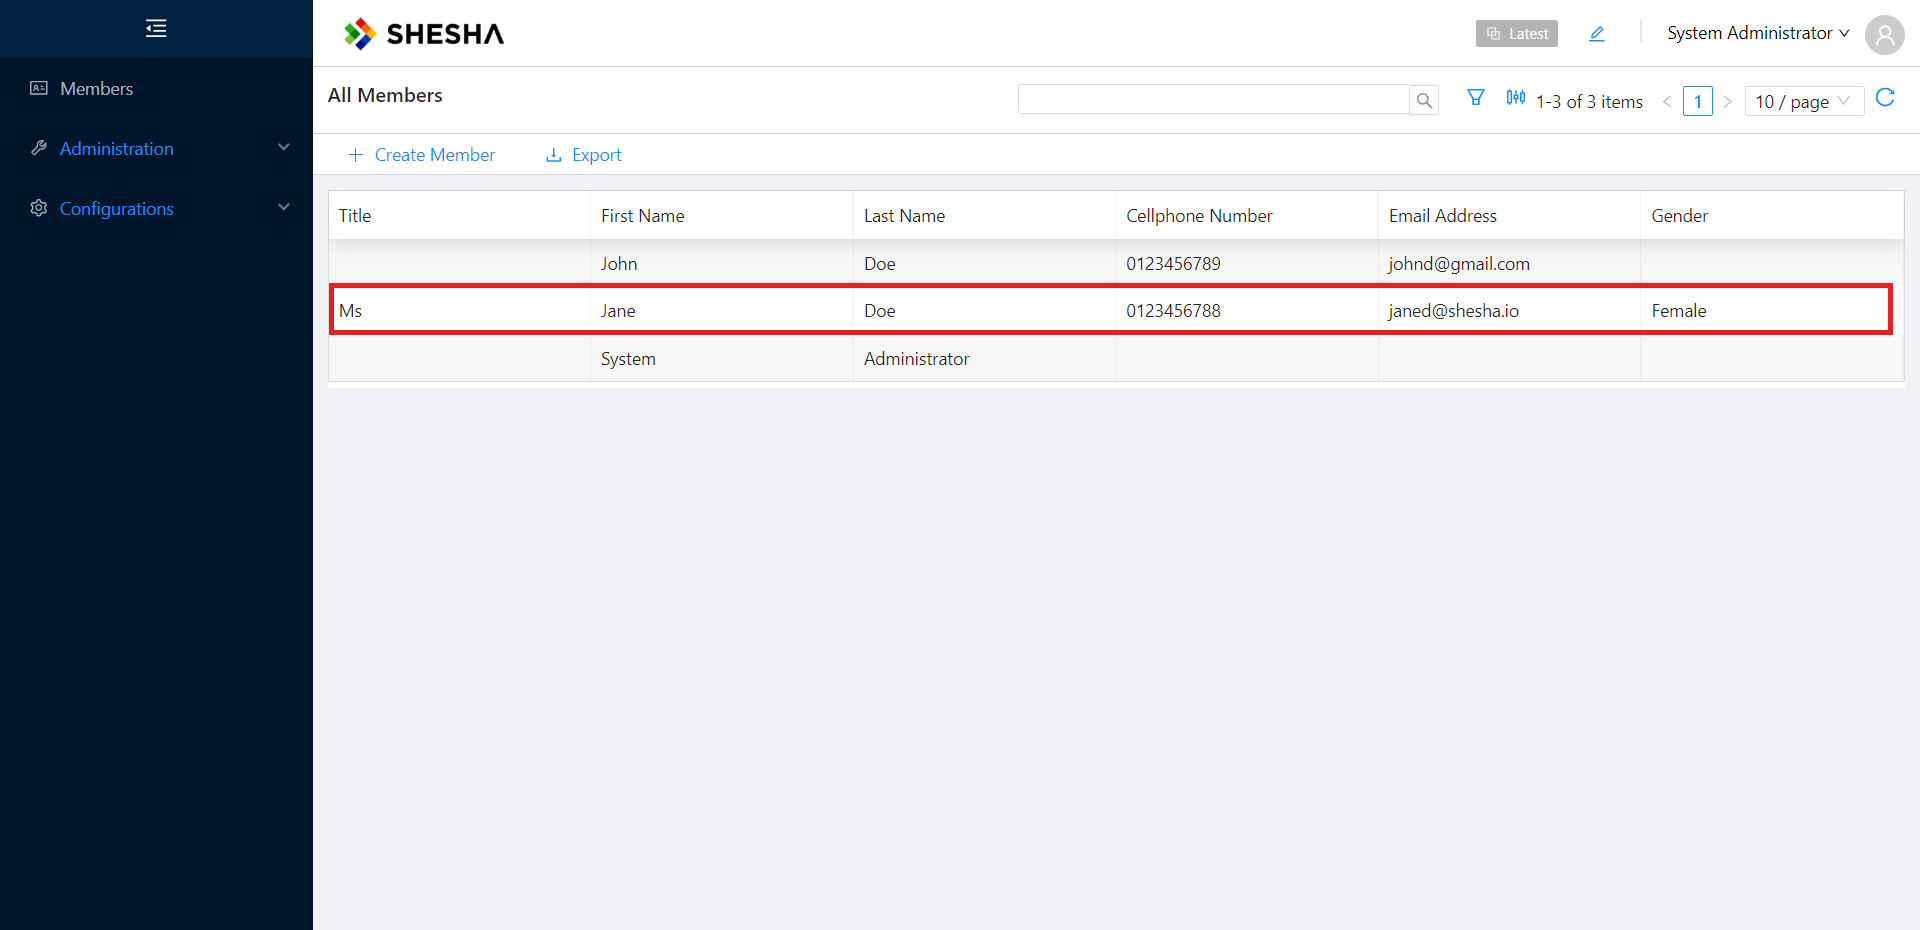 SHESHA
Latest
System Administrator
Members
Administration
Configurations
All Members
1-3 of 3 items
1
10 / page
Create Member
Export
Title First Name Last Name Cellphone Number Email Address Gender
John Doe 0123456789 johnd@gmail.com
Ms Jane Doe 0123456788 janed@shesha.io Female
System Administrator